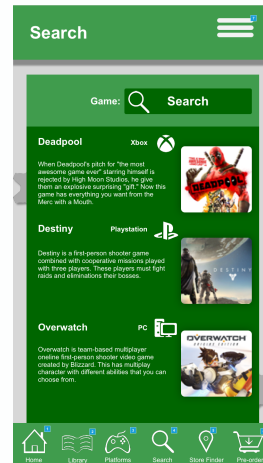 Search
Game: Search
Deadpool Xbox
When Deadpool's pitch for "the most
awesome game ever" starring himself is
rejected by High Moon Studios, he give
them an explosive surprising "gift." Now this
game has everything you want from the
Merc with a Mouth.
DEADPOOL
Destiny Playstation
Destiny is a first-person shooter game
combined with cooperative missions played
with three players. These players must fight
raids and eliminations their bosses.
DESTINY
Overwatch PC
Overwatch is team-based multiplayer
oneline first-person shooter video game
created by Blizzard. This has multiplay
character with different abilities that you can
choose from.
OVERWATCH
ORIGINS EDITION
Home Library Platforms Search Store Finder Pre-order